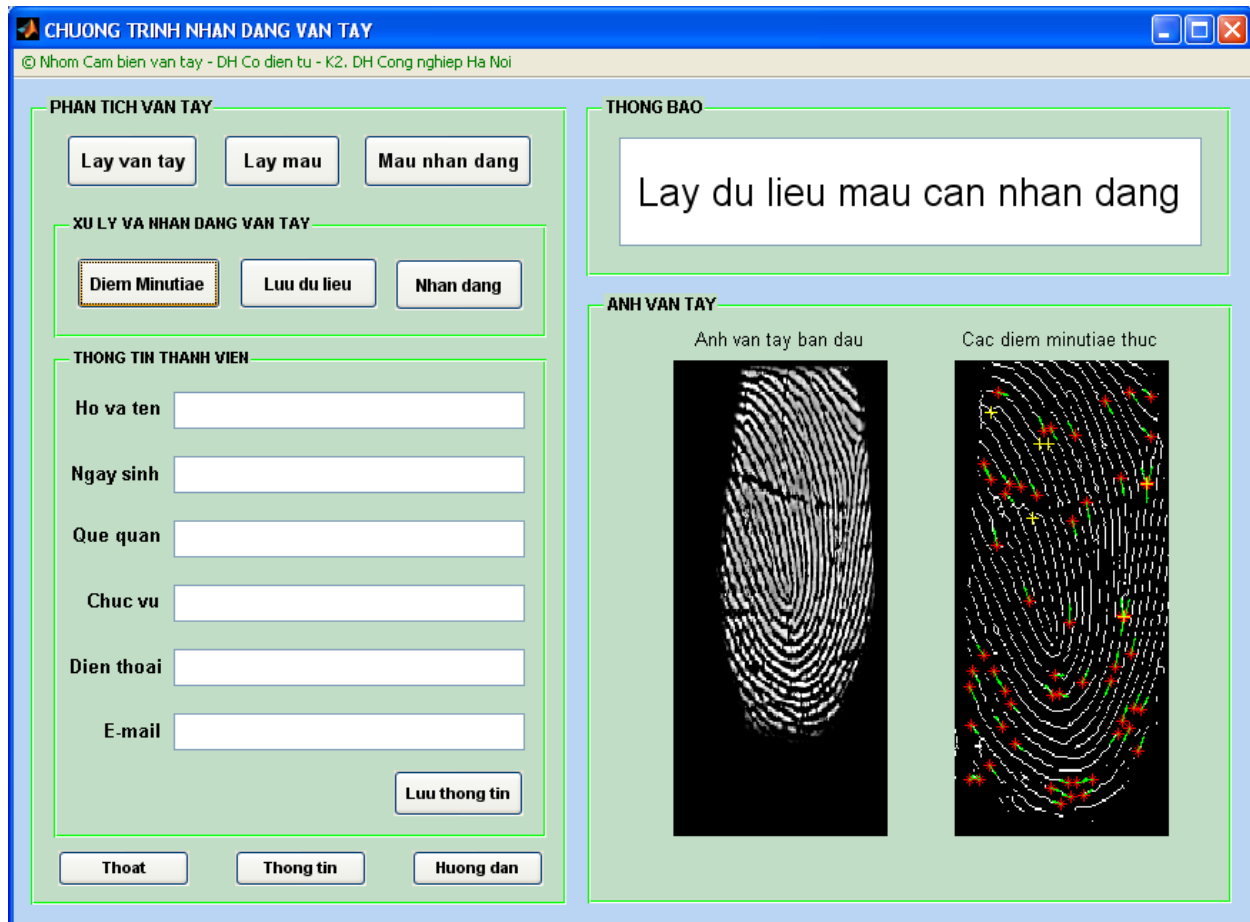 CHUONG TRINH NHAN DANG VAN TAY
© Nhom Cam bien van tay - DH Co dien tu - K2. DH Cong nghiep Ha Noi
PHAN TICH VAN TAY
Lay van tay Lay mau Mau nhan dang
XU LY VA NHAN DANG VAN TAY
Diem Minutiae Luu du lieu Nhan dang
THONG TIN THANH VIEN
Ho va ten
Ngay sinh
Que quan
Chuc vu
Dien thoai
E-mail
Luu thong tin
Thoat Thong tin Huong dan
THONG BAO
Lay du lieu mau can nhan dang
ANH VAN TAY
Anh van tay ban dau Cac diem minutiae thuc